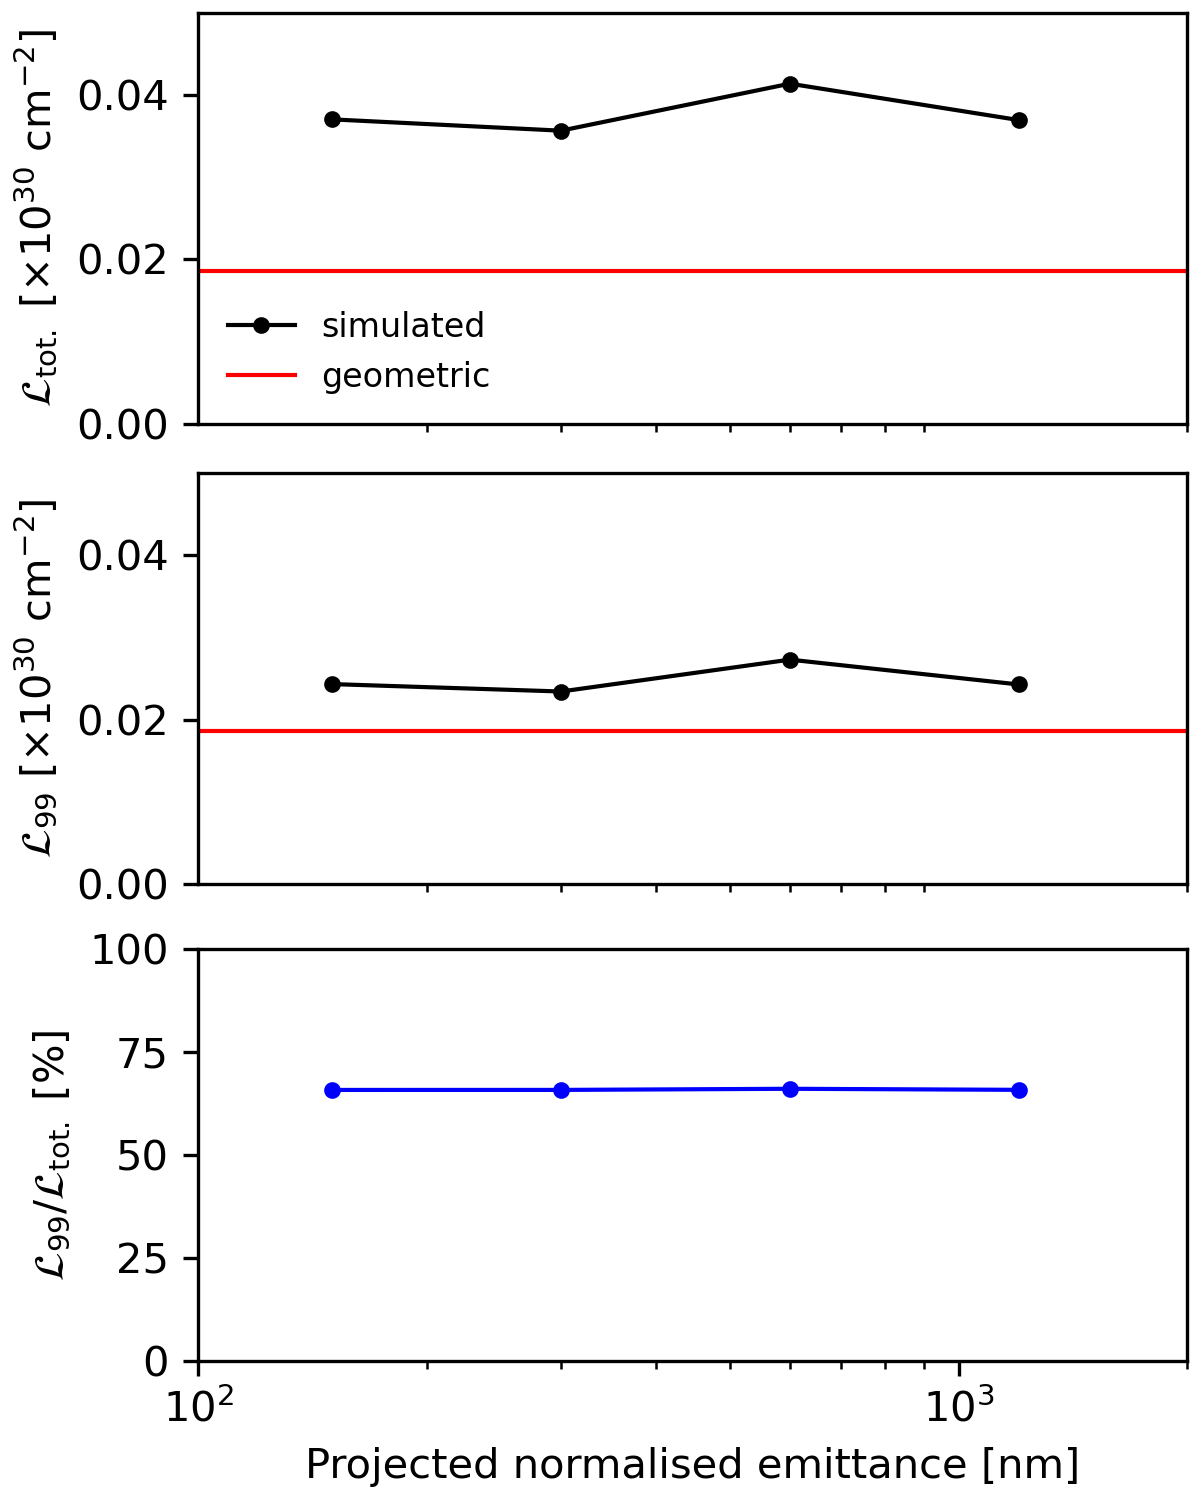 ℒtot. [×10³⁰ cm⁻²]
0.04
0.02
0.00
simulated
geometric
ℒ99 [×10³⁰ cm⁻²]
0.04
0.02
0.00
ℒ99/ℒtot. [%]
100
75
50
25
0
10² 10³
Projected normalised emittance [nm]